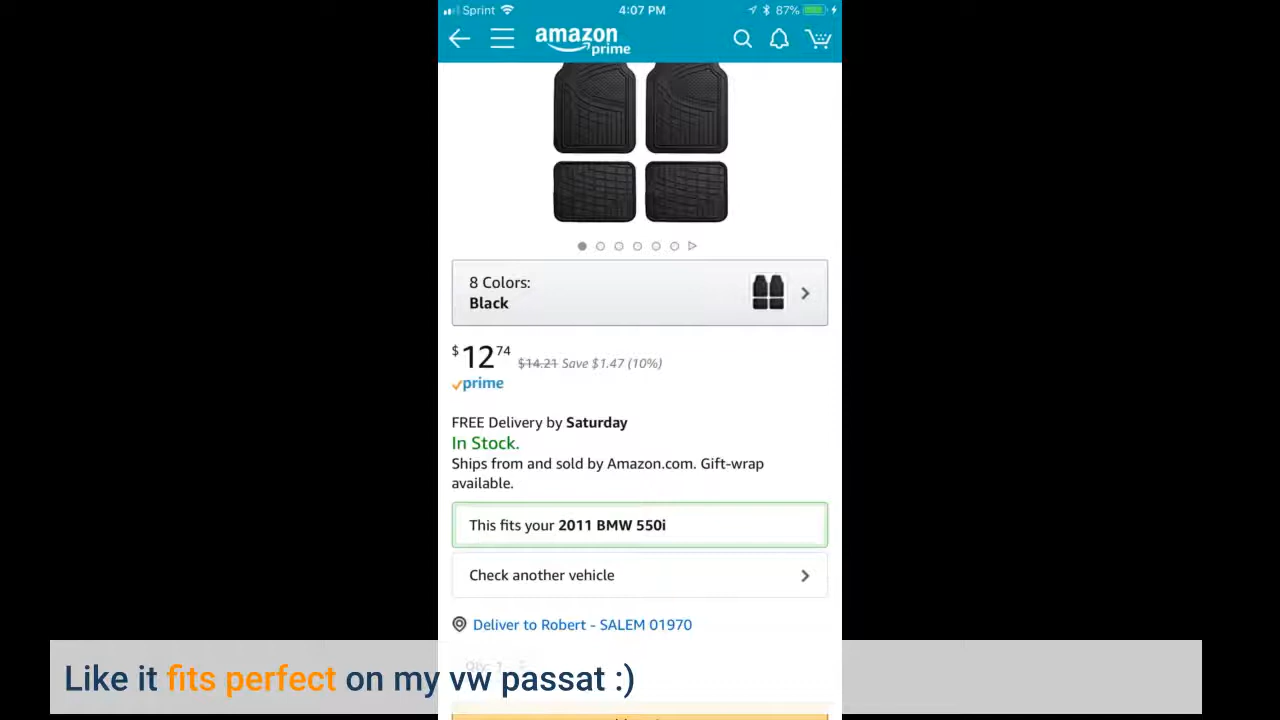 Sprint 4:07 PM 87%
amazon
prime
8 Colors:
Black
$12 74 $14.21 Save $1.47 (10%)
prime
FREE Delivery by Saturday
In Stock.
Ships from and sold by Amazon.com. Gift-wrap
available.
This fits your 2011 BMW 550i
Check another vehicle
Deliver to Robert - SALEM 01970
Qty: 1
Like it fits perfect on my vw passat :)